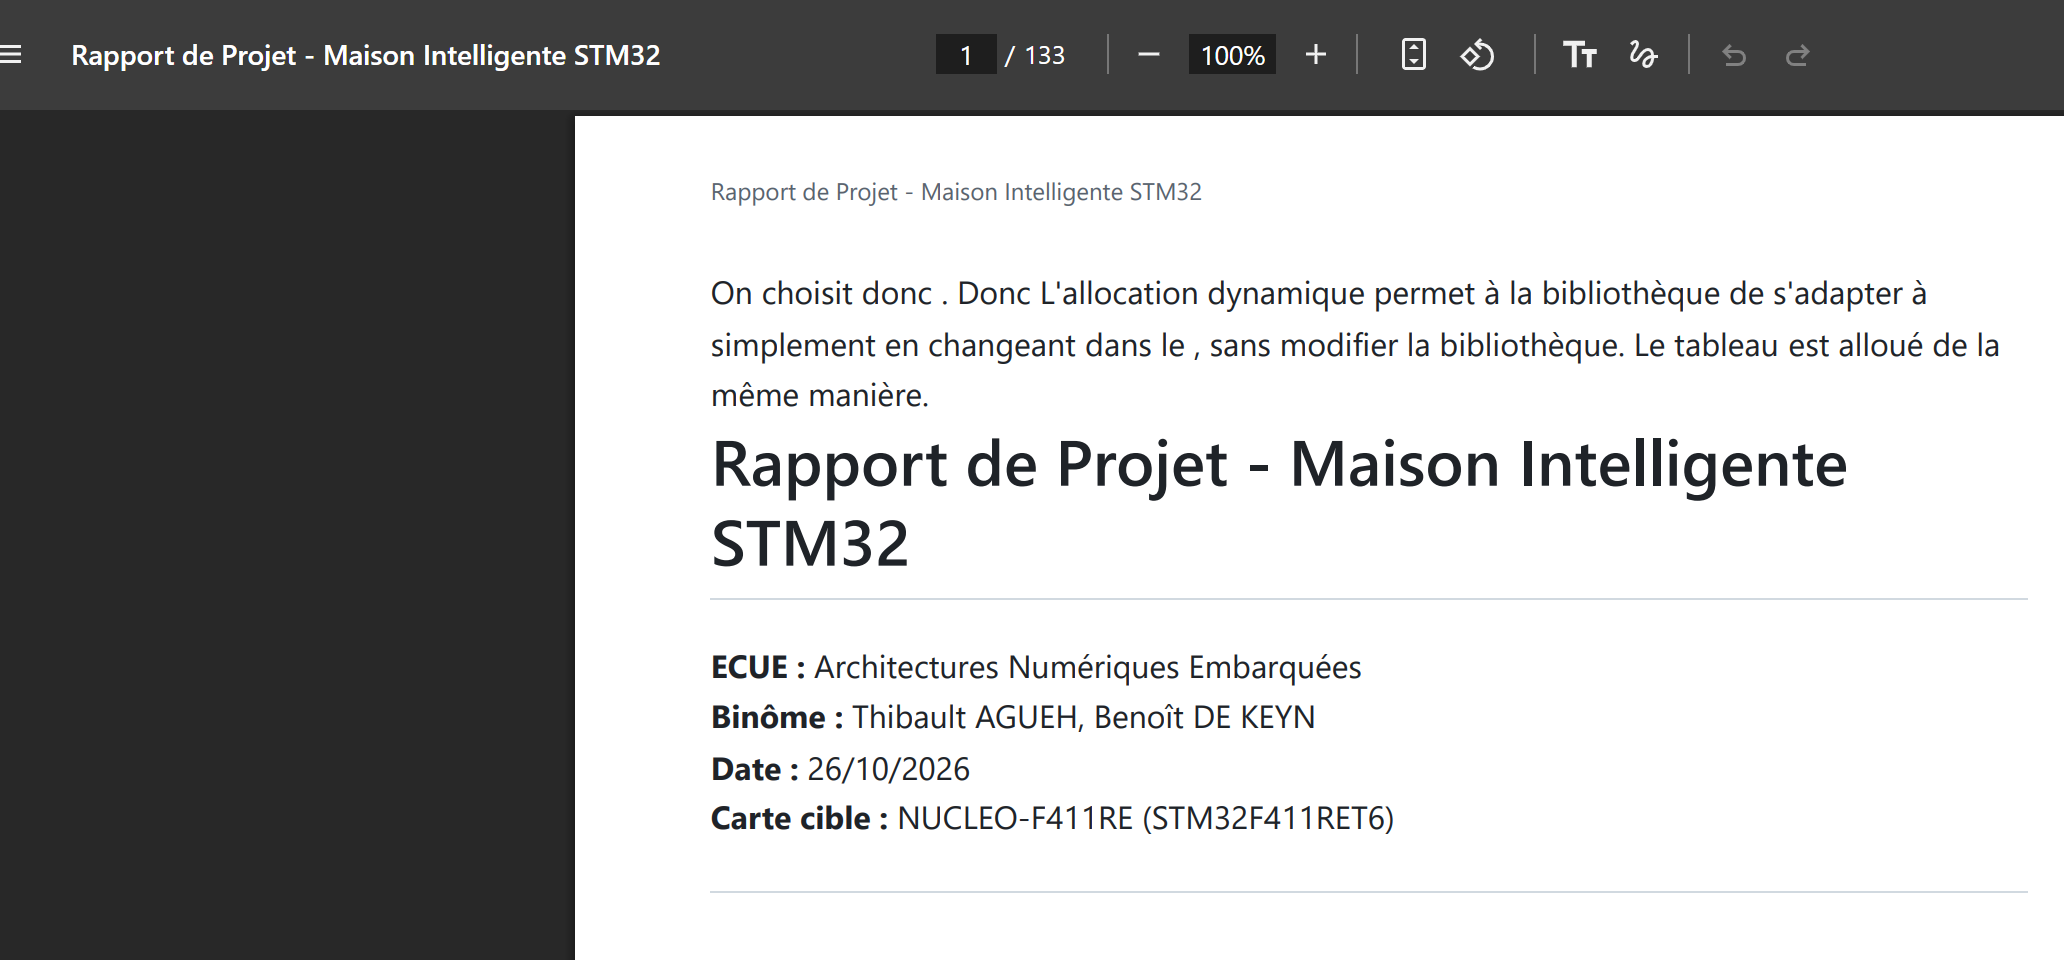 Rapport de Projet - Maison Intelligente STM32
1 / 133
100%
Rapport de Projet - Maison Intelligente STM32
On choisit donc . Donc L'allocation dynamique permet à la bibliothèque de s'adapter à
simplement en changeant dans le , sans modifier la bibliothèque. Le tableau est alloué de la
même manière.
Rapport de Projet - Maison Intelligente
STM32
ECUE : Architectures Numériques Embarquées
Binôme : Thibault AGUEH, Benoît DE KEYN
Date : 26/10/2026
Carte cible : NUCLEO-F411RE (STM32F411RET6)